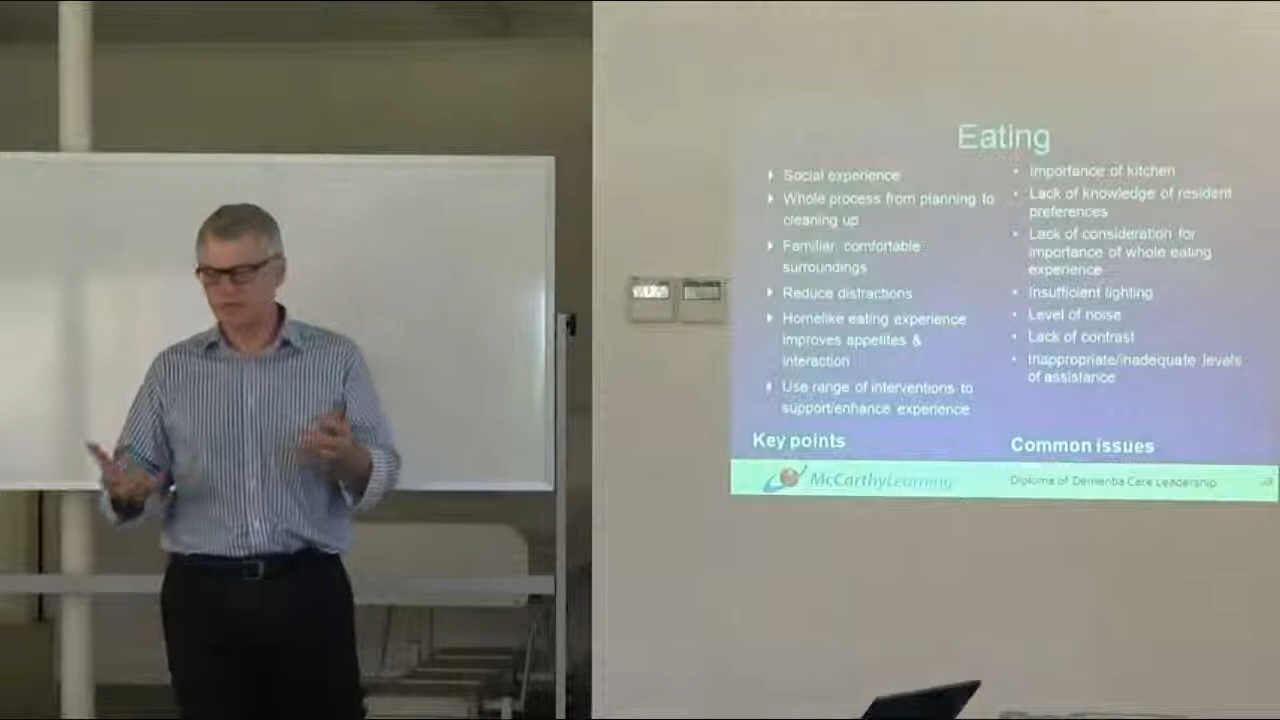 Eating
Social experience
Whole process from planning to
cleaning up
Familiar, comfortable
surroundings
Reduce distractions
Homelike eating experience
improves appetites &
interaction
Use range of interventions to
support/enhance experience
Key points
Importance of kitchen
Lack of knowledge of resident
preferences
Lack of consideration for
importance of whole eating
experience
Insufficient lighting
Level of noise
Lack of contrast
Inappropriate/inadequate levels
of assistance
Common issues
McCarthyLearning
Diploma of Dementia Care Leadership